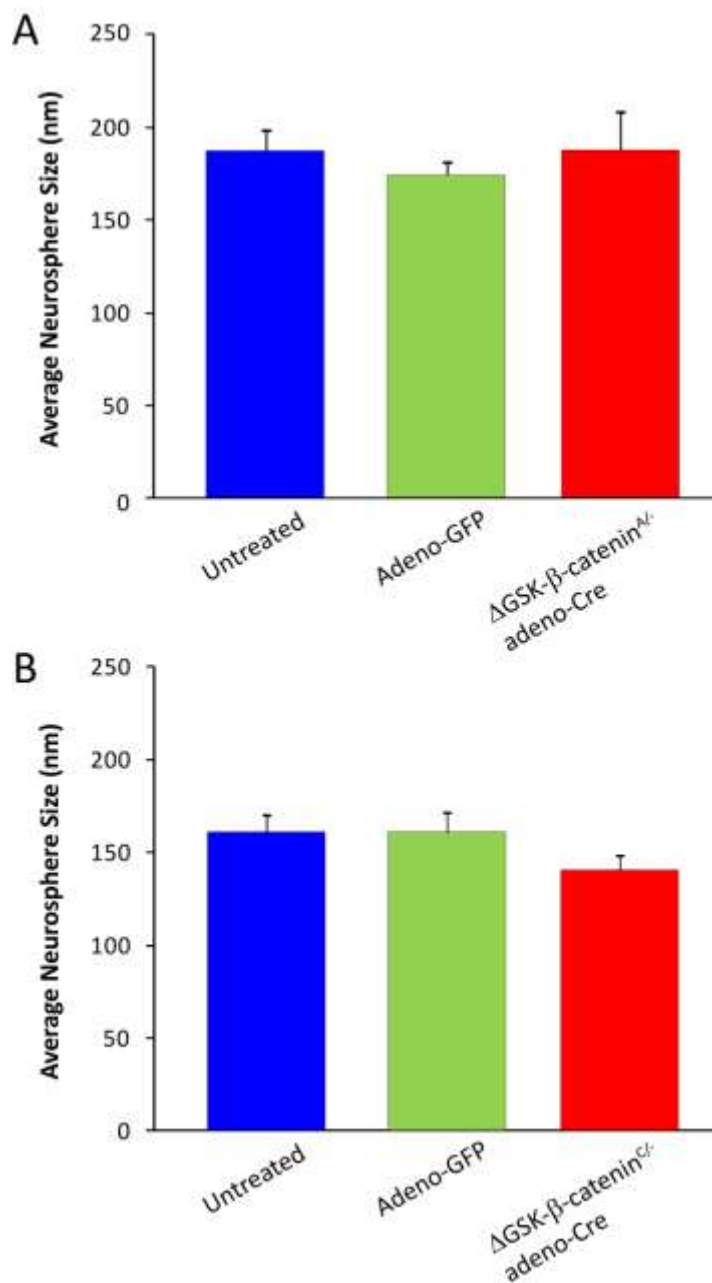 A
Average Neurosphere Size (nm)
250
200
150
100
50
0
Untreated
Adeno-GFP
ΔGSK-β-catenin^A/-
adeno-Cre
B
Average Neurosphere Size (nm)
250
200
150
100
50
0
Untreated
Adeno-GFP
ΔGSK-β-catenin^C/-
adeno-Cre